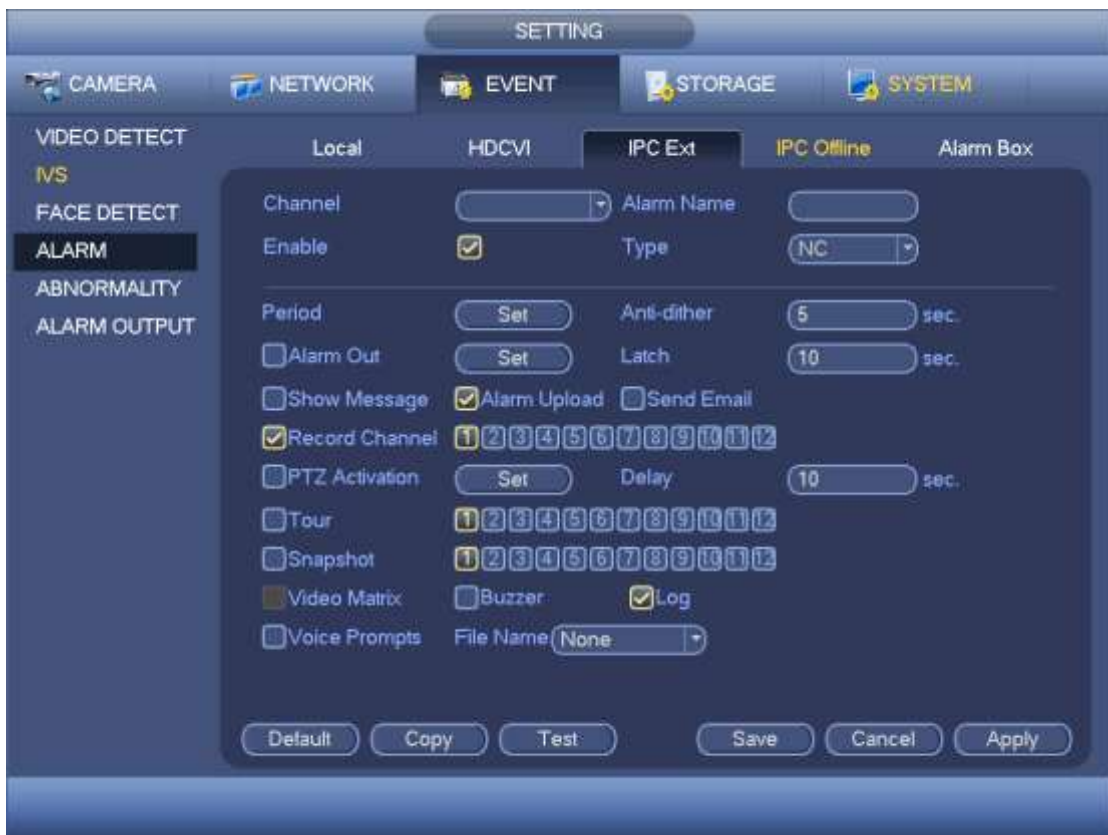 SETTING
CAMERA NETWORK EVENT STORAGE SYSTEM
VIDEO DETECT
IVS
FACE DETECT
ALARM
ABNORMALITY
ALARM OUTPUT
Local HDCVI IPC Ext IPC Offline Alarm Box
Channel Alarm Name
Enable Type NC
Period Set Anti-dither 5 sec.
Alarm Out Set Latch 10 sec.
Show Message Alarm Upload Send Email
Record Channel 1 2 3 4 5 6 7 8 9 10 11 12
PTZ Activation Set Delay 10 sec.
Tour 1 2 3 4 5 6 7 8 9 10 11 12
Snapshot 1 2 3 4 5 6 7 8 9 10 11 12
Video Matrix Buzzer Log
Voice Prompts File Name None
Default Copy Test Save Cancel Apply